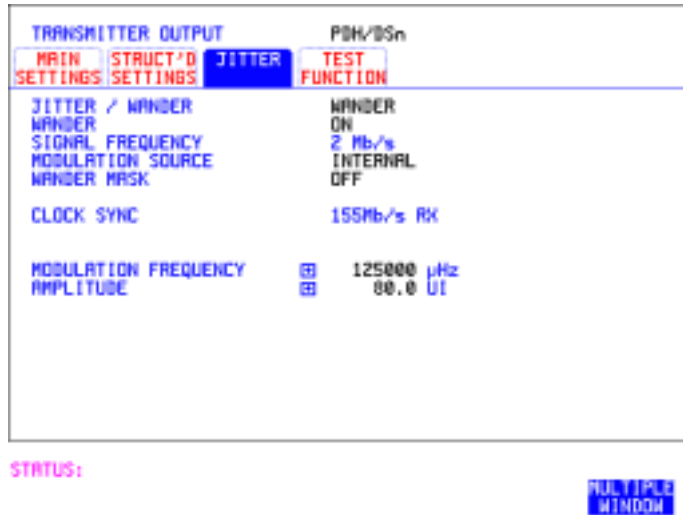 TRANSMITTER OUTPUT PDH/DSn
MAIN SETTINGS STRUCT'D SETTINGS JITTER TEST FUNCTION
JITTER / WANDER WANDER
WANDER ON
SIGNAL FREQUENCY 2 Mb/s
MODULATION SOURCE INTERNAL
WANDER MASK OFF
CLOCK SYNC 155Mb/s RX
MODULATION FREQUENCY + 125000 µHz
AMPLITUDE + 80.0 UI
STATUS:
MULTIPLE
WINDOW